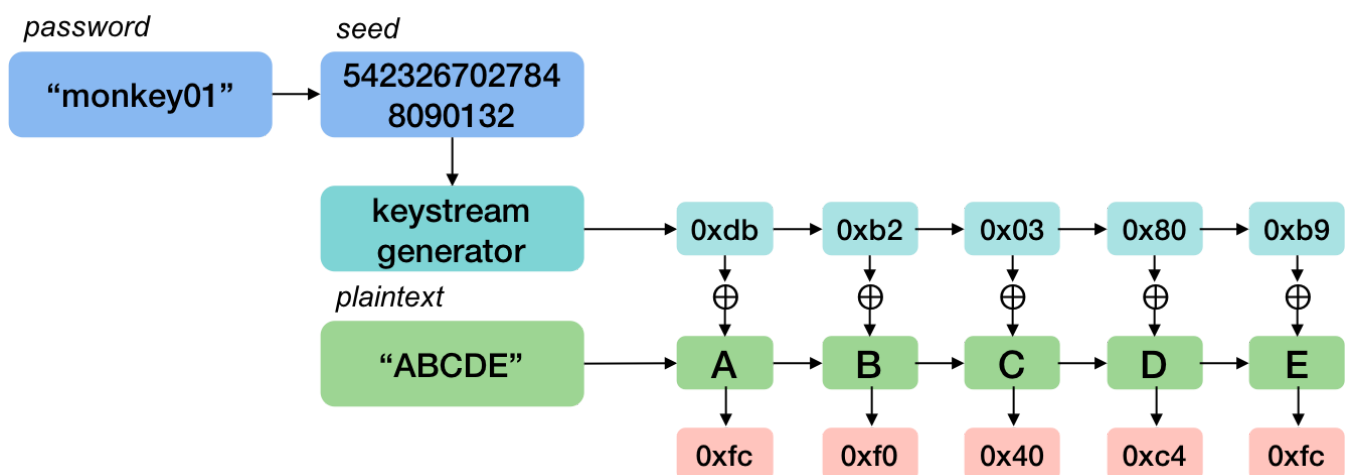 password
seed
“monkey01”
542326702784
8090132
keystream
generator
0xdb
0xb2
0x03
0x80
0xb9
plaintext
“ABCDE”
A
B
C
D
E
0xfc
0xf0
0x40
0xc4
0xfc